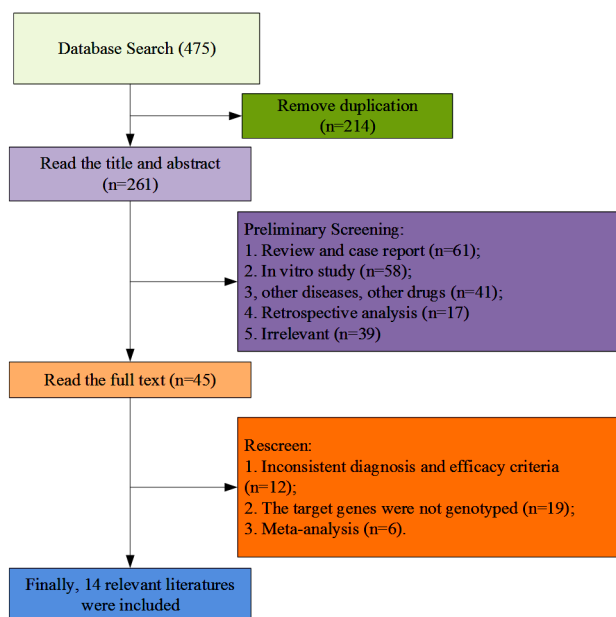 Database Search (475)
Remove duplication
(n=214)
Read the title and abstract
(n=261)
Preliminary Screening:
1. Review and case report (n=61);
2. In vitro study (n=58);
3, other diseases, other drugs (n=41);
4. Retrospective analysis (n=17)
5. Irrelevant (n=39)
Read the full text (n=45)
Rescreen:
1. Inconsistent diagnosis and efficacy criteria
(n=12);
2. The target genes were not genotyped (n=19);
3. Meta-analysis (n=6).
Finally, 14 relevant literatures
were included